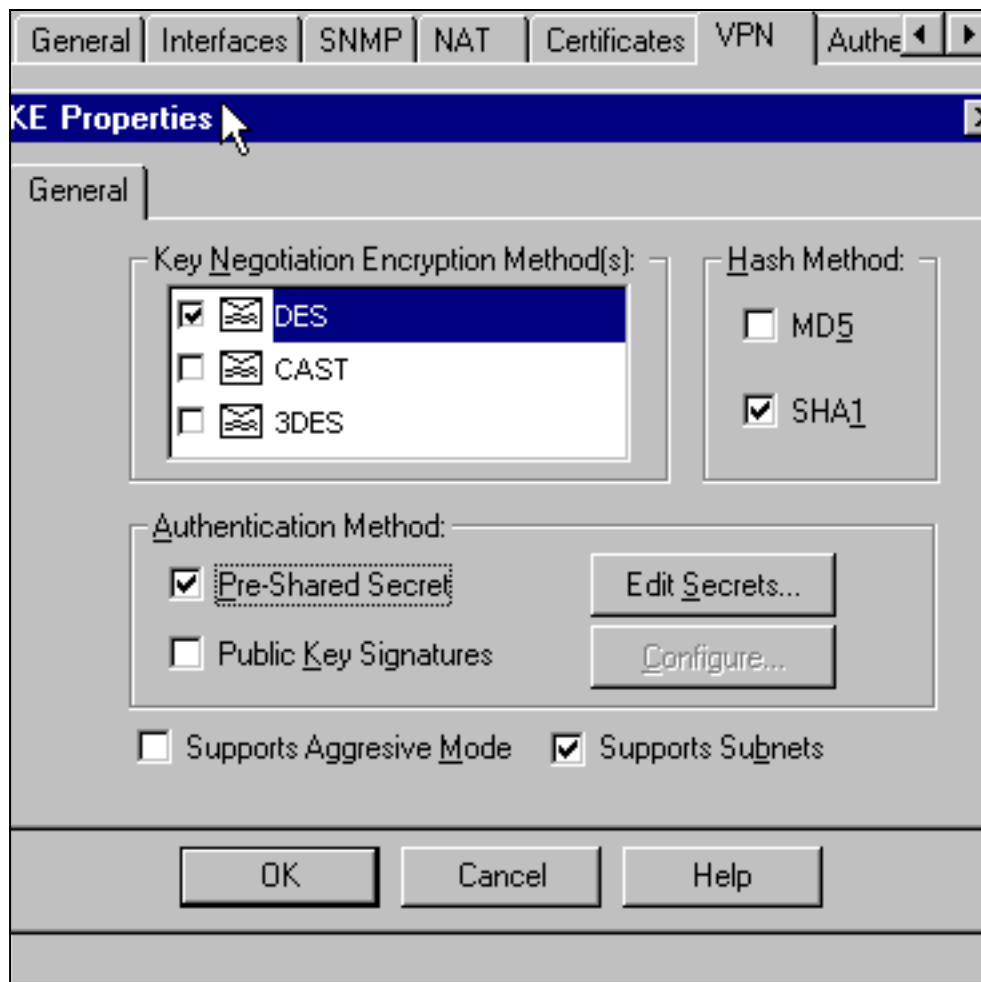 General Interfaces SNMP NAT Certificates VPN Authe
KE Properties
General
Key Negotiation Encryption Method(s):
DES
CAST
3DES
Hash Method:
MD5
SHA1
Authentication Method:
Pre-Shared Secret
Edit Secrets...
Public Key Signatures
Configure...
Supports Aggresive Mode
Supports Subnets
OK
Cancel
Help